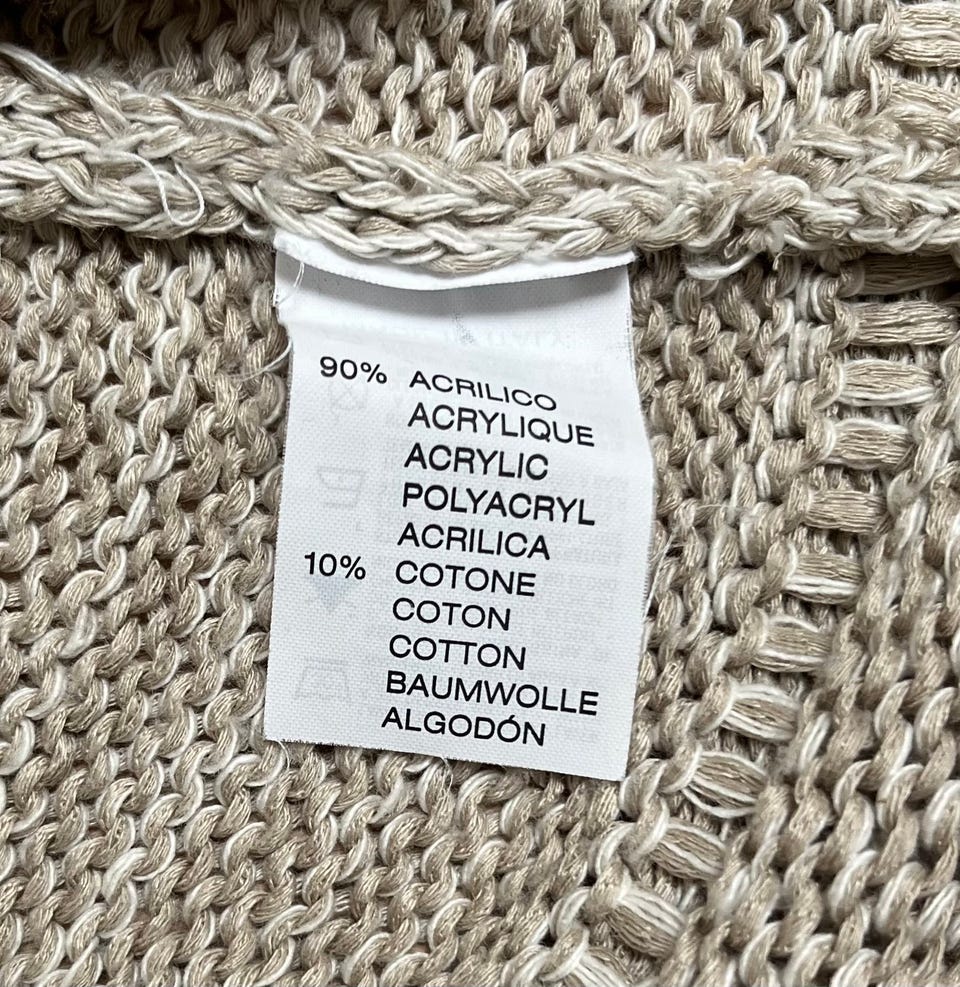 90% ACRILICO
ACRYLIQUE
ACRYLIC
POLYACRYL
ACRILICA
10% COTONE
COTON
COTTON
BAUMWOLLE
ALGODÓN